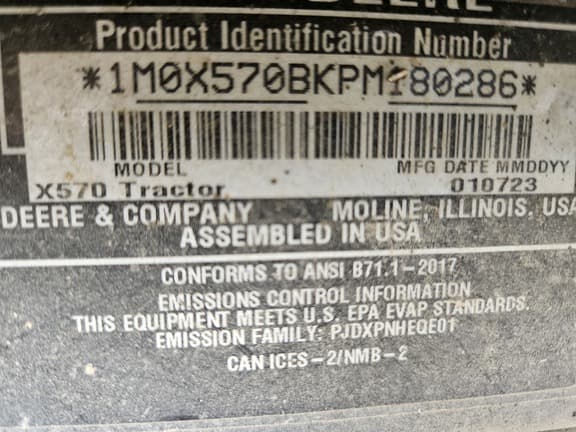 DEERE
Product Identification Number
*1M0X570BKPM180286*
MODEL MFG DATE MMDDYY
X570 Tractor 010723
DEERE & COMPANY MOLINE, ILLINOIS, USA
ASSEMBLED IN USA
CONFORMS TO ANSI B71.1-2017
EMISSIONS CONTROL INFORMATION
THIS EQUIPMENT MEETS U.S. EPA EVAP STANDARDS.
EMISSION FAMILY: PJDXPNHEQE01
CAN ICES-2/NMB-2